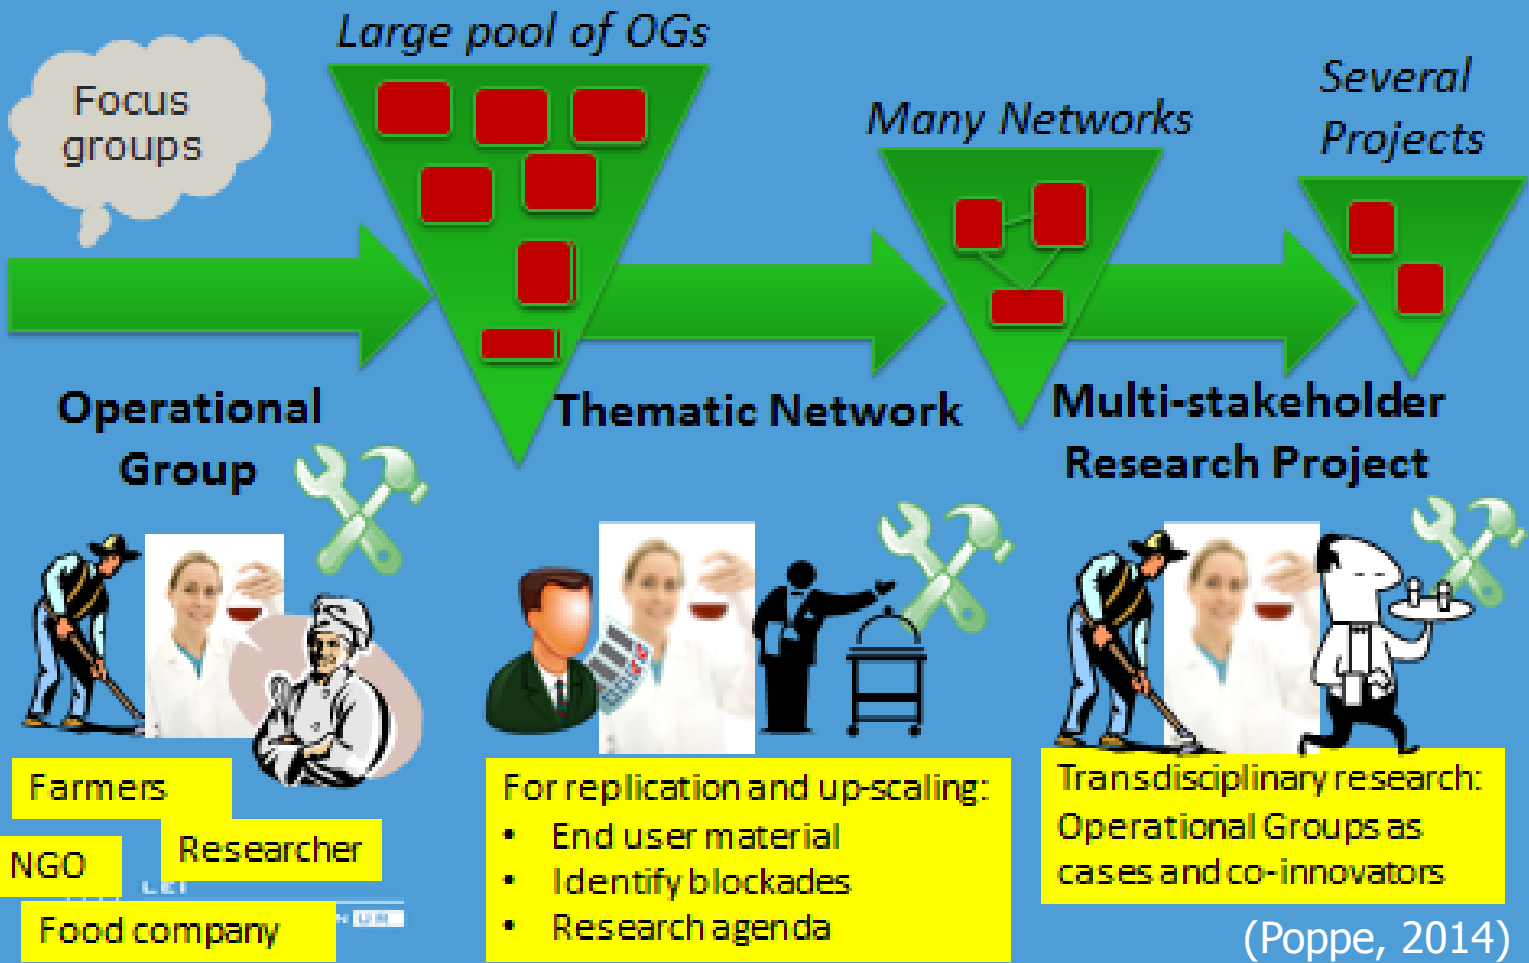 Large pool of OGs
Focus
groups
Many Networks
Several
Projects
Operational
Group
Thematic Network
Multi-stakeholder
Research Project
Farmers
Researcher
NGO
LEI
Food company
For replication and up-scaling:
• End user material
• Identify blockades
• Research agenda
Transdisciplinary research:
Operational Groups as
cases and co-innovators
(Poppe, 2014)